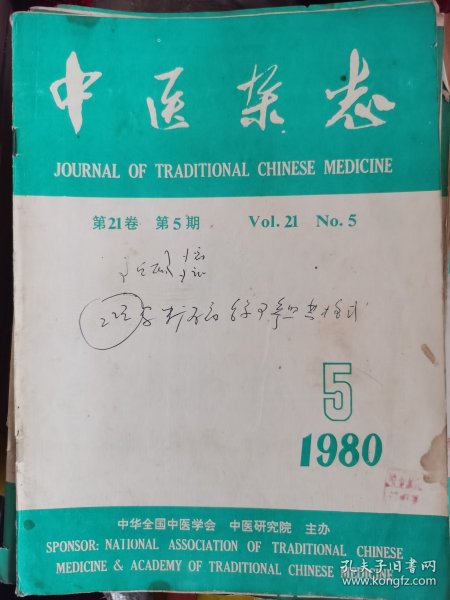 中医杂志
JOURNAL OF TRADITIONAL CHINESE MEDICINE
第21卷 第5期 Vol. 21 No. 5
5
1980
中华全国中医学会 中医研究院 主办
SPONSOR: NATIONAL ASSOCIATION OF TRADITIONAL CHINESE
MEDICINE & ACADEMY OF TRADITIONAL CHINESE MEDICINE
孔夫子旧书网
www.kongfz.com